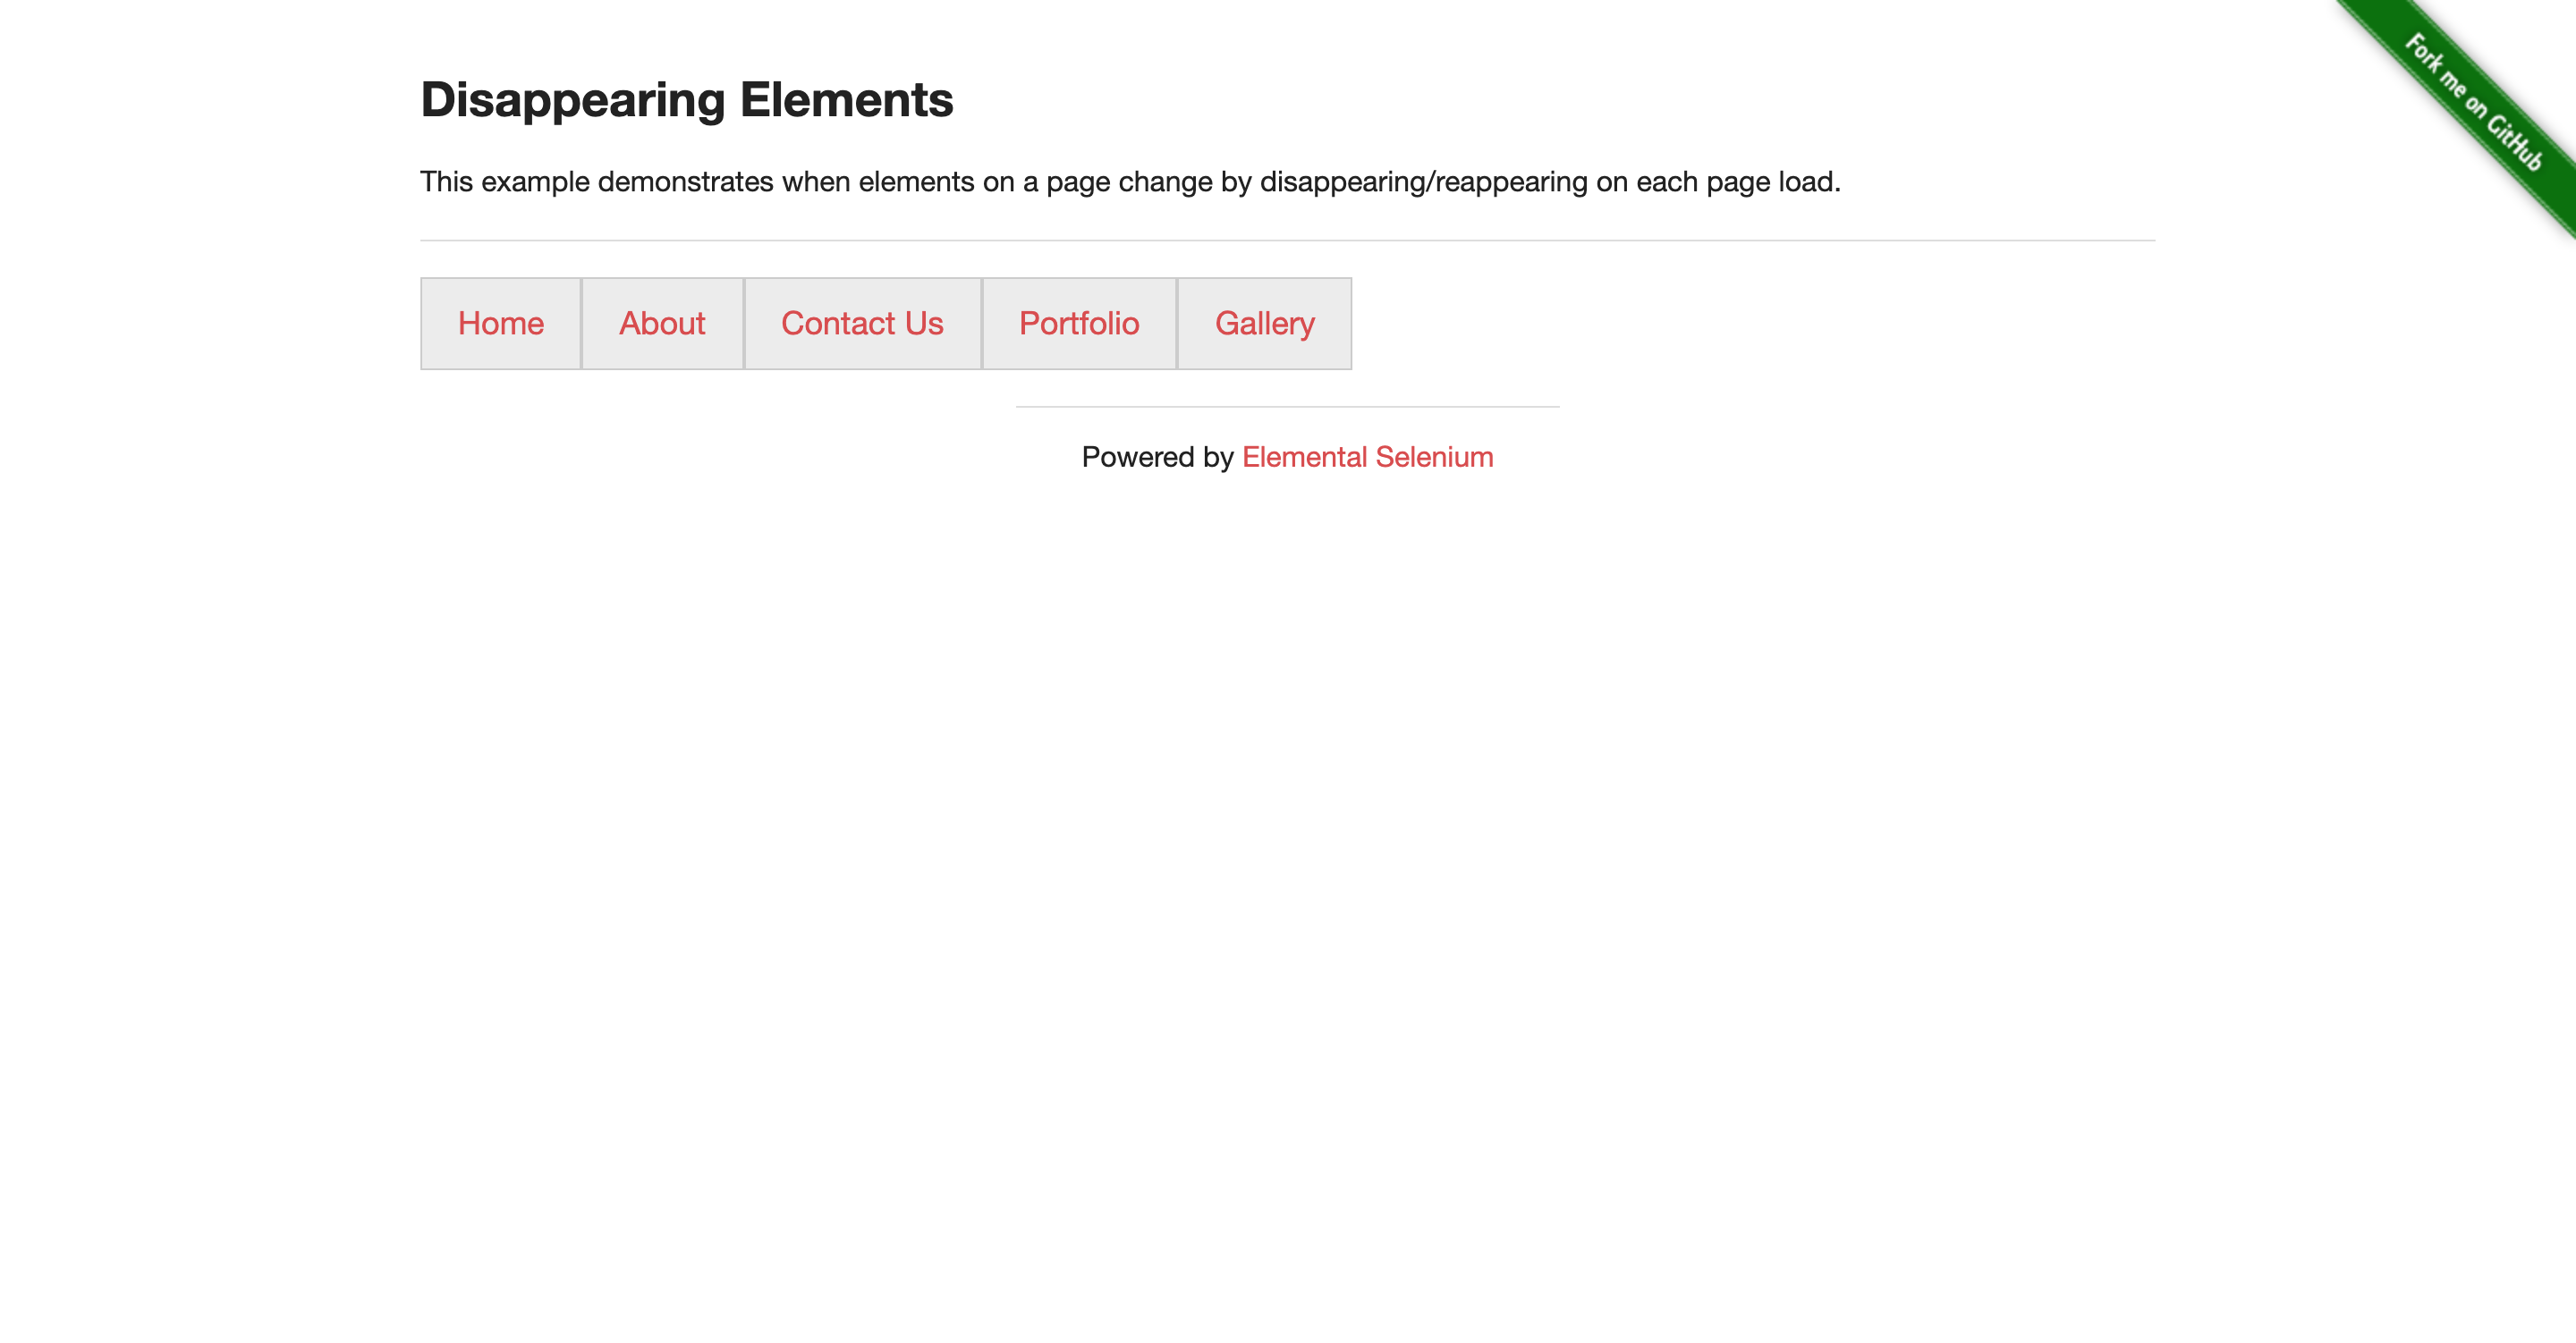 Fork me on GitHub
Disappearing Elements
This example demonstrates when elements on a page change by disappearing/reappearing on each page load.
Home About Contact Us Portfolio Gallery
Powered by Elemental Selenium